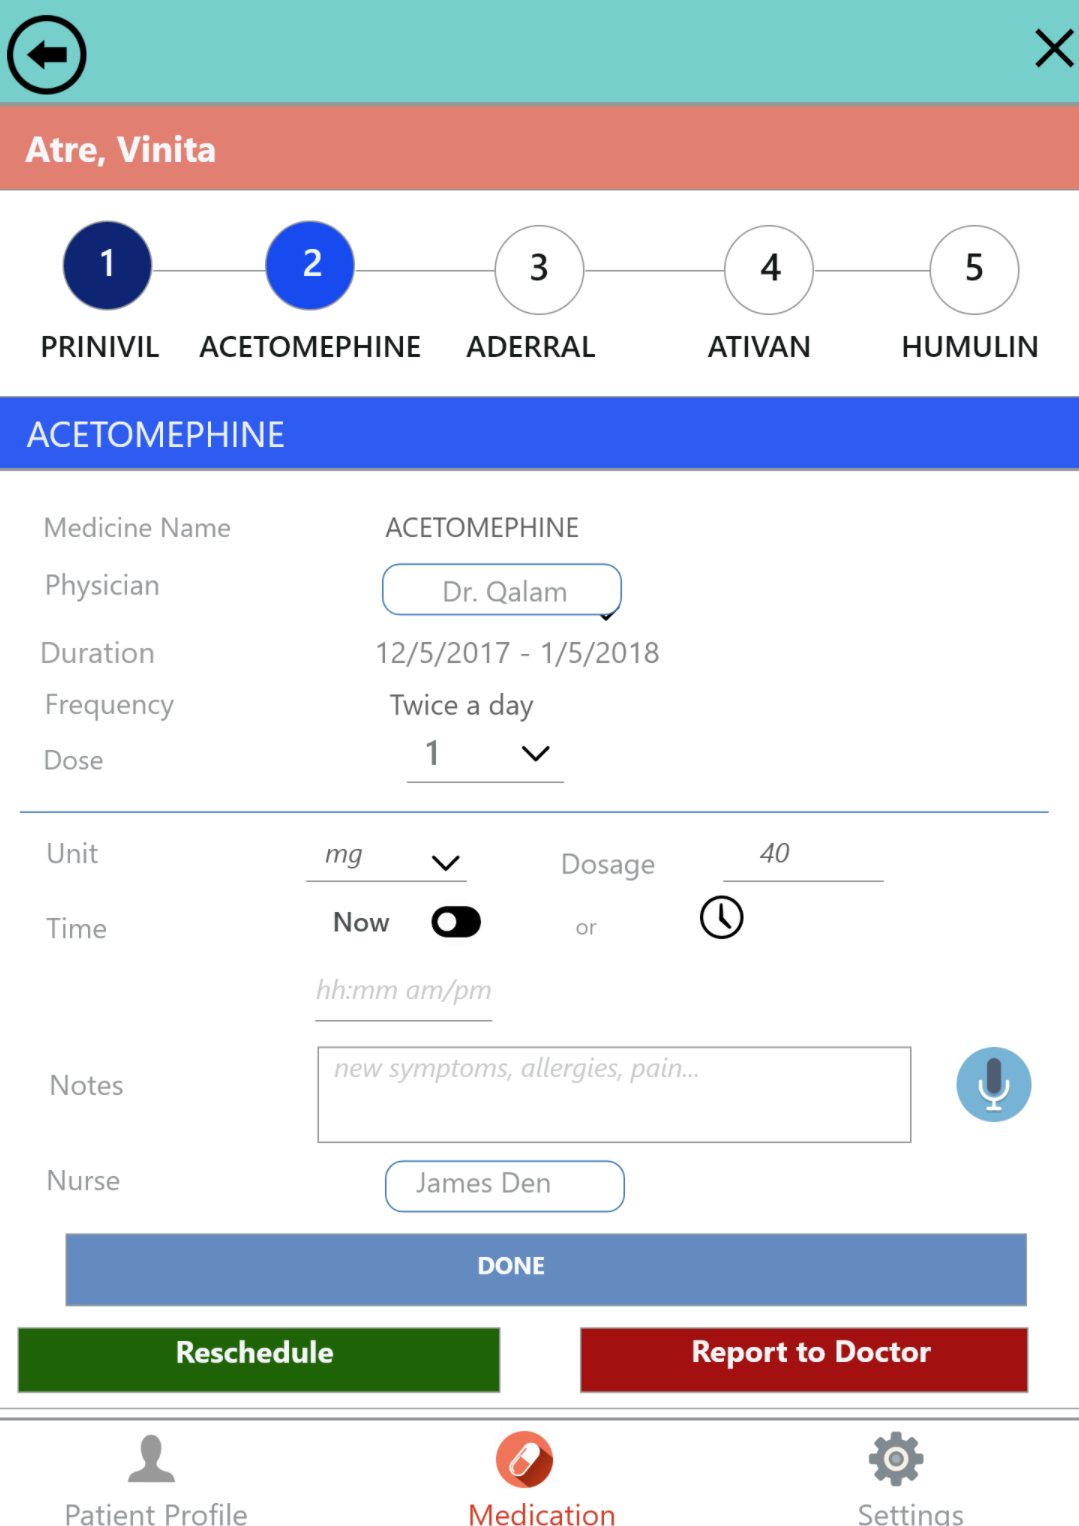 Atre, Vinita
1 2 3 4 5
PRINIVIL ACETOMEPHINE ADERRAL ATIVAN HUMULIN
ACETOMEPHINE
Medicine Name ACETOMEPHINE
Physician Dr. Qalam
Duration 12/5/2017 - 1/5/2018
Frequency Twice a day
Dose 1
Unit mg Dosage 40
Time Now or
hh:mm am/pm
new symptoms, allergies, pain...
Notes
Nurse James Den
DONE
Reschedule Report to Doctor
Patient Profile Medication Settings